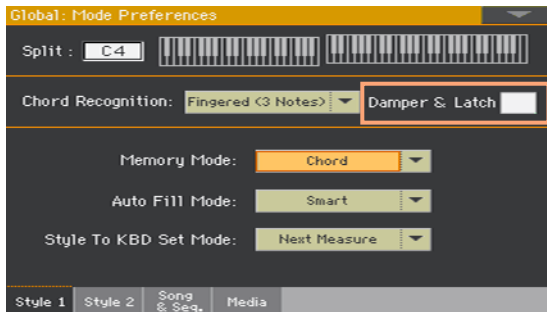 Global: Mode Preferences
Split : C4
Chord Recognition: Fingered (3 Notes) Damper & Latch
Memory Mode: Chord
Auto Fill Mode: Smart
Style To KBD Set Mode: Next Measure
Style 1 Style 2 Song & Seq. Media